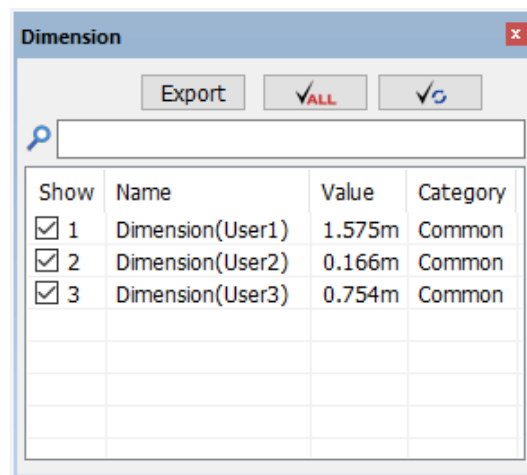 Dimension
x
Export ALL
Show Name Value Category
1 Dimension(User1) 1.575m Common
2 Dimension(User2) 0.166m Common
3 Dimension(User3) 0.754m Common